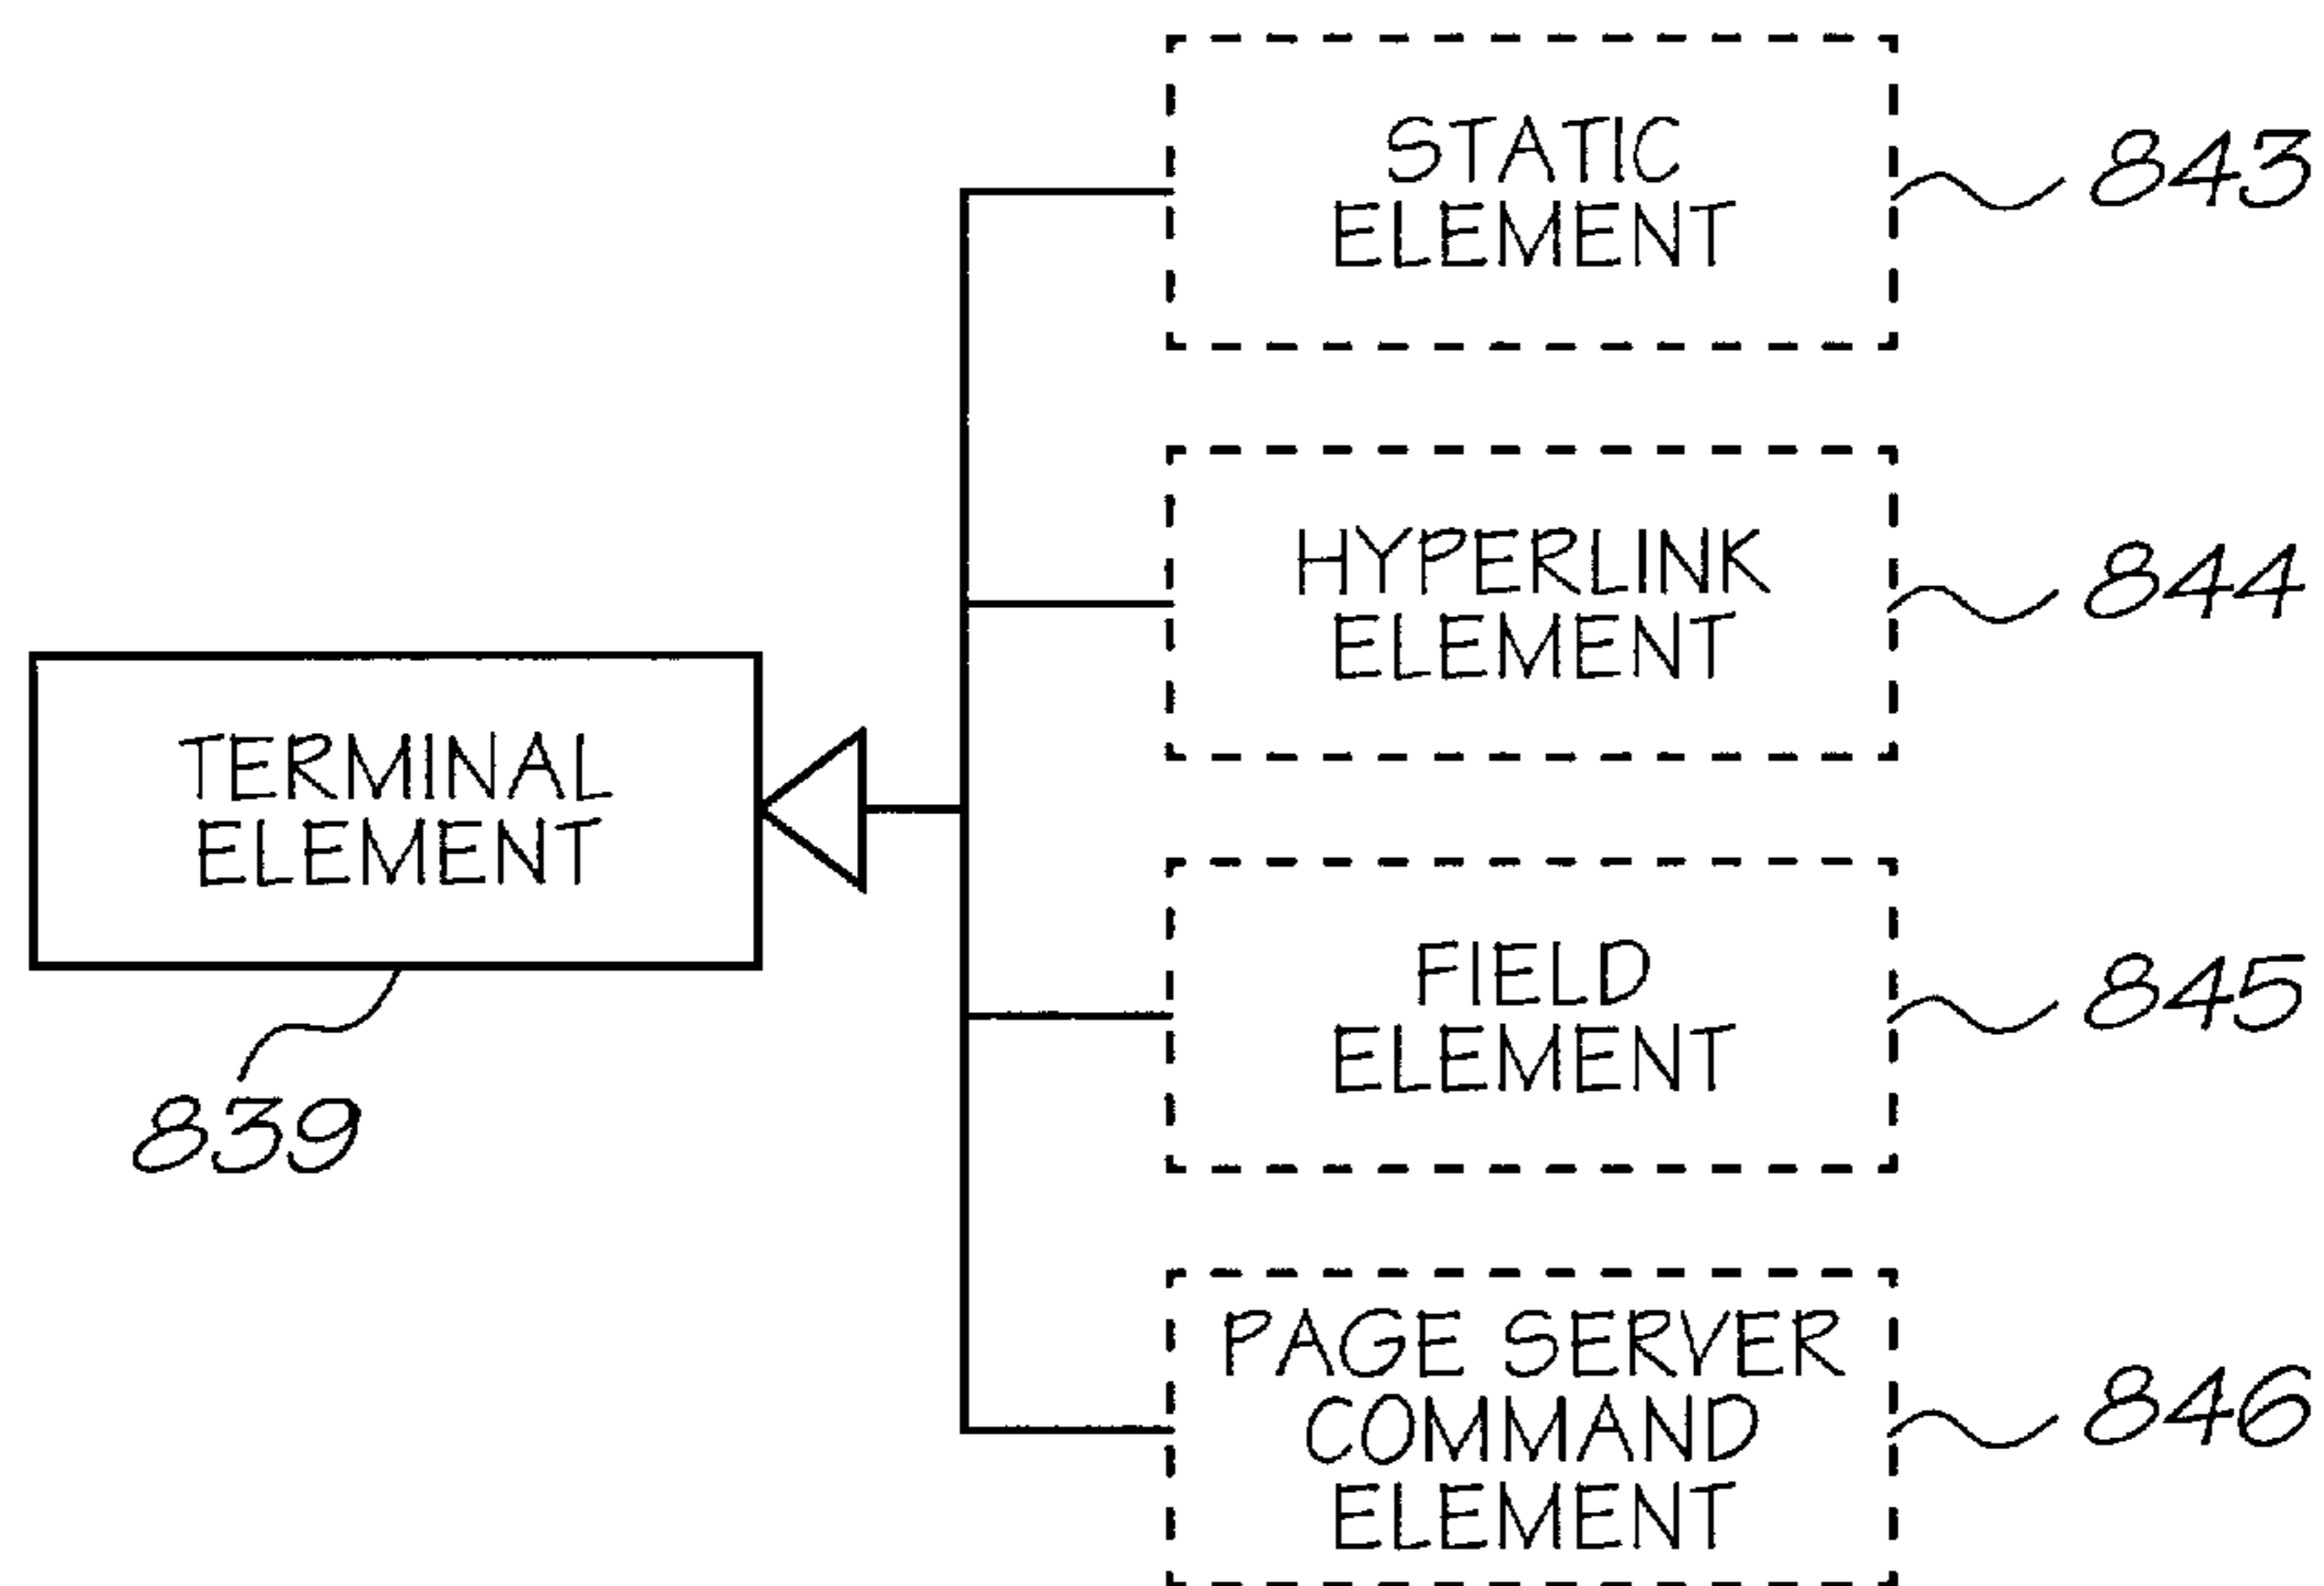 STATIC
ELEMENT
843
HYPERLINK
ELEMENT
844
TERMINAL
ELEMENT
839
FIELD
ELEMENT
845
PAGE SERVER
COMMAND
ELEMENT
846